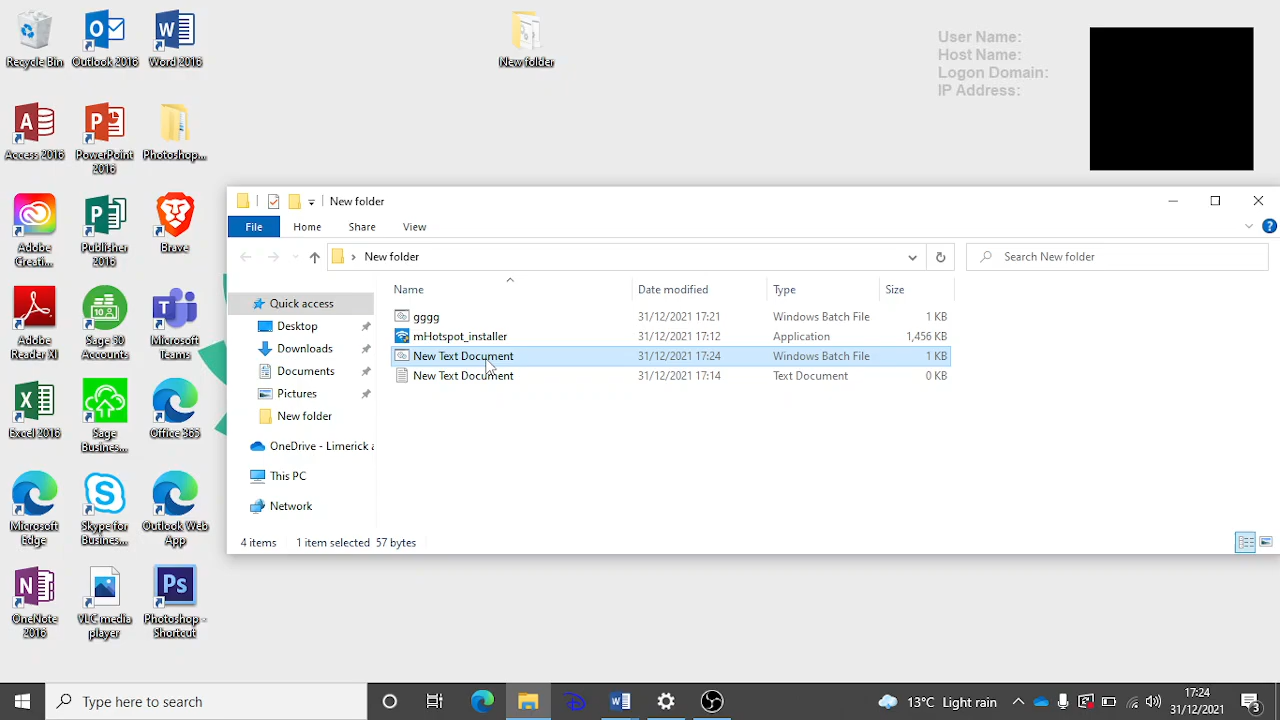 Recycle Bin
Outlook 2016
Word 2016
New folder
User Name:
Host Name:
Logon Domain:
IP Address:
Access 2016
PowerPoint
2016
Photoshop...
Adobe
Creati...
Publisher
2016
Brave
Adobe
Reader XI
Sage 50
Accounts
Microsoft
Teams
Excel 2016
Sage
Busines...
Office 365
Microsoft
Edge
Skype for
Busines...
Outlook Web
App
OneNote
2016
VLC media
player
Photoshop -
Shortcut
New folder
File Home Share View
New folder
Search New folder
Name Date modified Type Size
gggg 31/12/2021 17:21 Windows Batch File 1 KB
mHotspot_installer 31/12/2021 17:12 Application 1,456 KB
New Text Document 31/12/2021 17:24 Windows Batch File 1 KB
New Text Document 31/12/2021 17:14 Text Document 0 KB
Quick access
Desktop
Downloads
Documents
Pictures
New folder
OneDrive - Limerick a
This PC
Network
4 items 1 item selected 57 bytes
Type here to search
13°C Light rain
17:24
31/12/2021
3